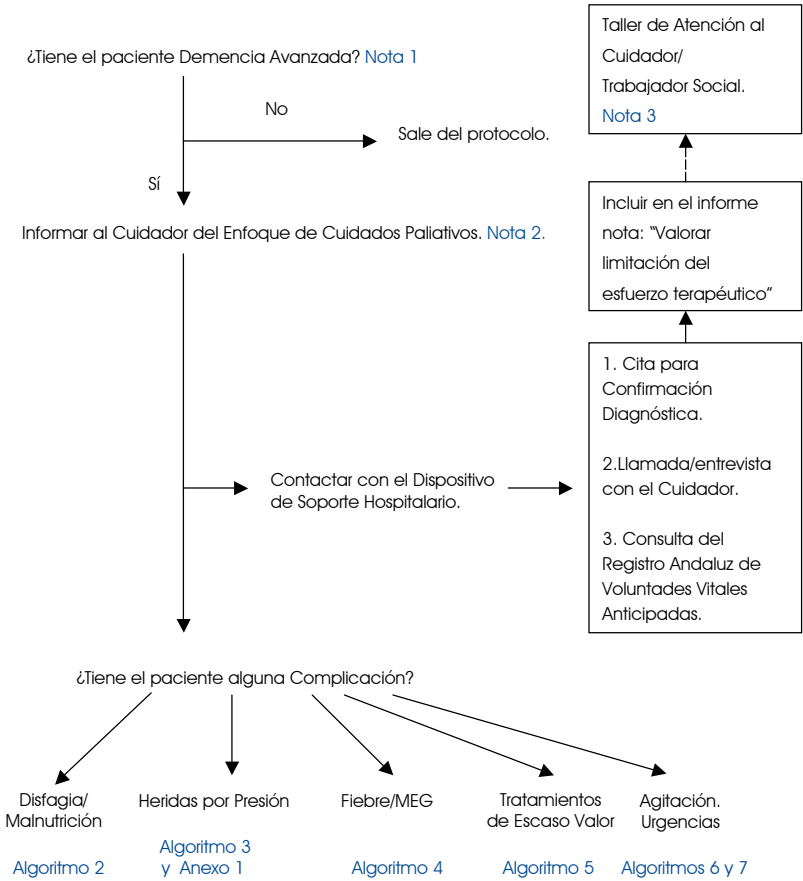 ¿Tiene el paciente Demencia Avanzada? Nota 1
No
Sale del protocolo.
Sí
Informar al Cuidador del Enfoque de Cuidados Paliativos. Nota 2.
Contactar con el Dispositivo
de Soporte Hospitalario.
Taller de Atención al
Cuidador/
Trabajador Social.
Nota 3
Incluir en el informe
nota: “Valorar
limitación del
esfuerzo terapéutico”
1. Cita para
Confirmación
Diagnóstica.
2.Llamada/entrevista
con el Cuidador.
3. Consulta del
Registro Andaluz de
Voluntades Vitales
Anticipadas.
¿Tiene el paciente alguna Complicación?
Disfagia/
Malnutrición
Algoritmo 2
Heridas por Presión
Algoritmo 3
y Anexo 1
Fiebre/MEG
Algoritmo 4
Tratamientos
de Escaso Valor
Algoritmo 5
Agitación.
Urgencias
Algoritmos 6 y 7